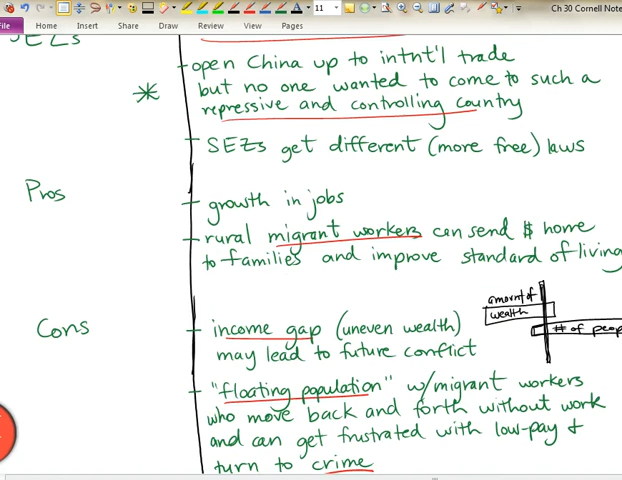 11
Ch 30 Cornell Note
File Home Insert Share Draw Review View Pages
SEZs
- open China up to intnt'l trade
* but no one wanted to come to such a
repressive and controlling country
- SEZs get different (more free) laws
Pros
- growth in jobs
- rural migrant workers can send $ home
to families and improve standard of living
amount of
wealth
# of peop
Cons
- income gap (uneven wealth)
may lead to future conflict
- "floating population" w/migrant workers
who move back and forth without work
and can get frustrated with low-pay &
turn to crime